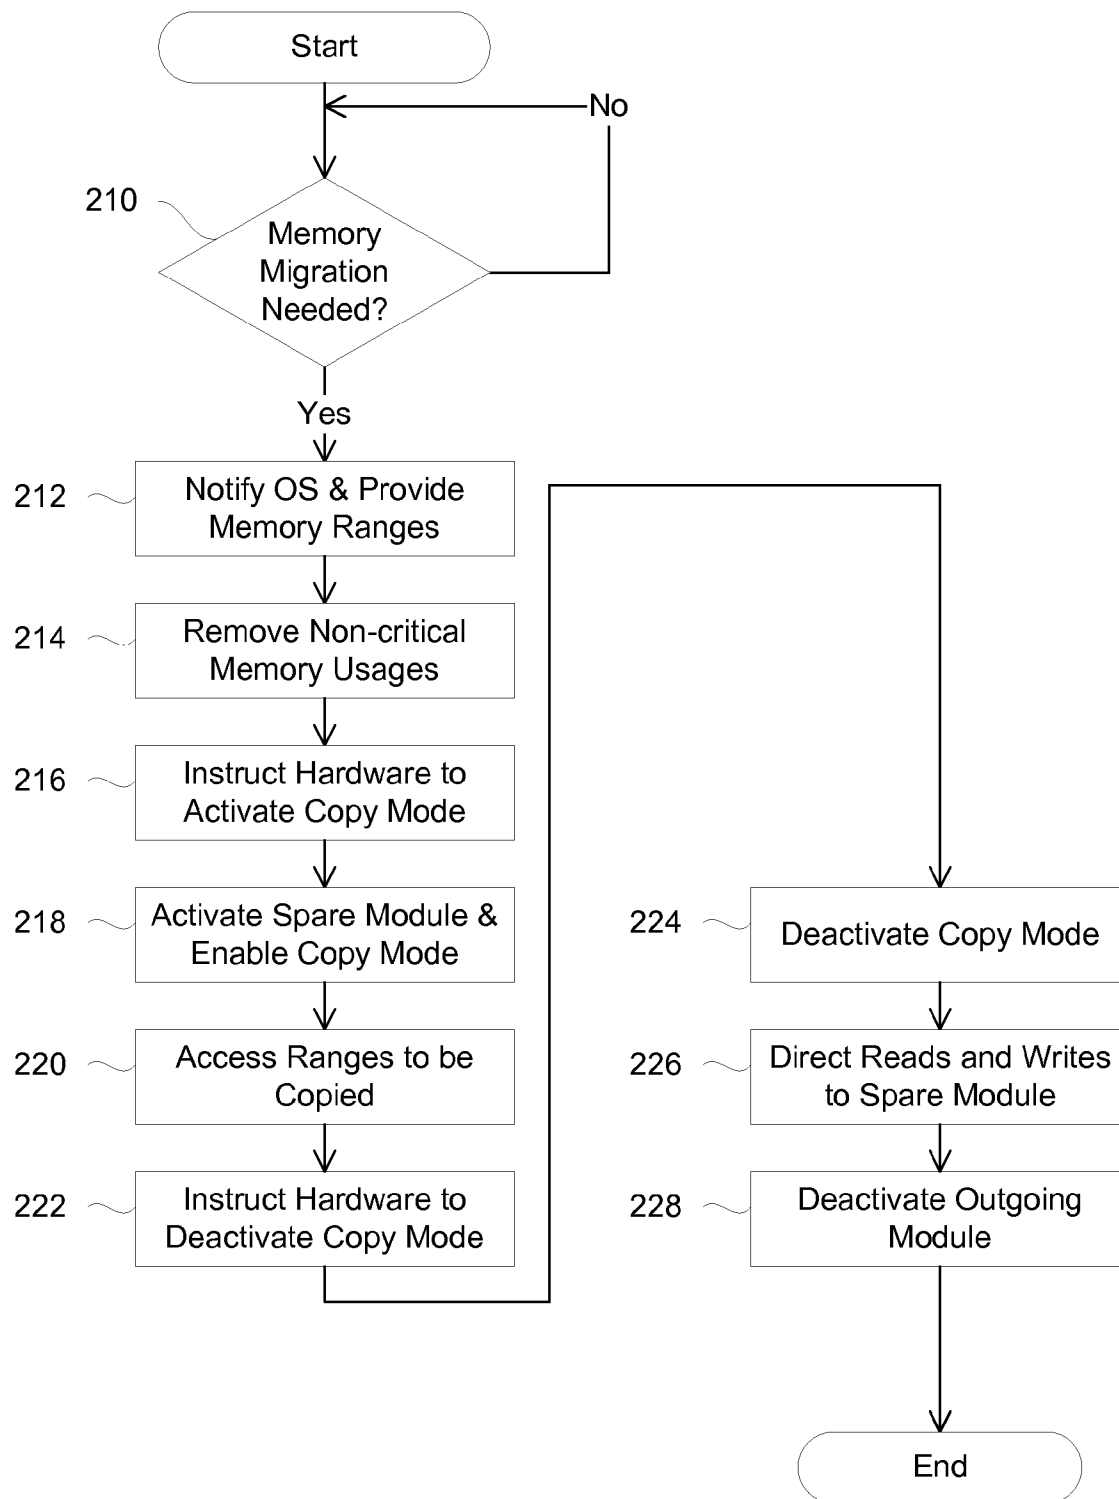 Start
No
210
Memory
Migration
Needed?
Yes
212
Notify OS & Provide
Memory Ranges
214
Remove Non-critical
Memory Usages
216
Instruct Hardware to
Activate Copy Mode
218
Activate Spare Module &
Enable Copy Mode
220
Access Ranges to be
Copied
222
Instruct Hardware to
Deactivate Copy Mode
224
Deactivate Copy Mode
226
Direct Reads and Writes
to Spare Module
228
Deactivate Outgoing
Module
End